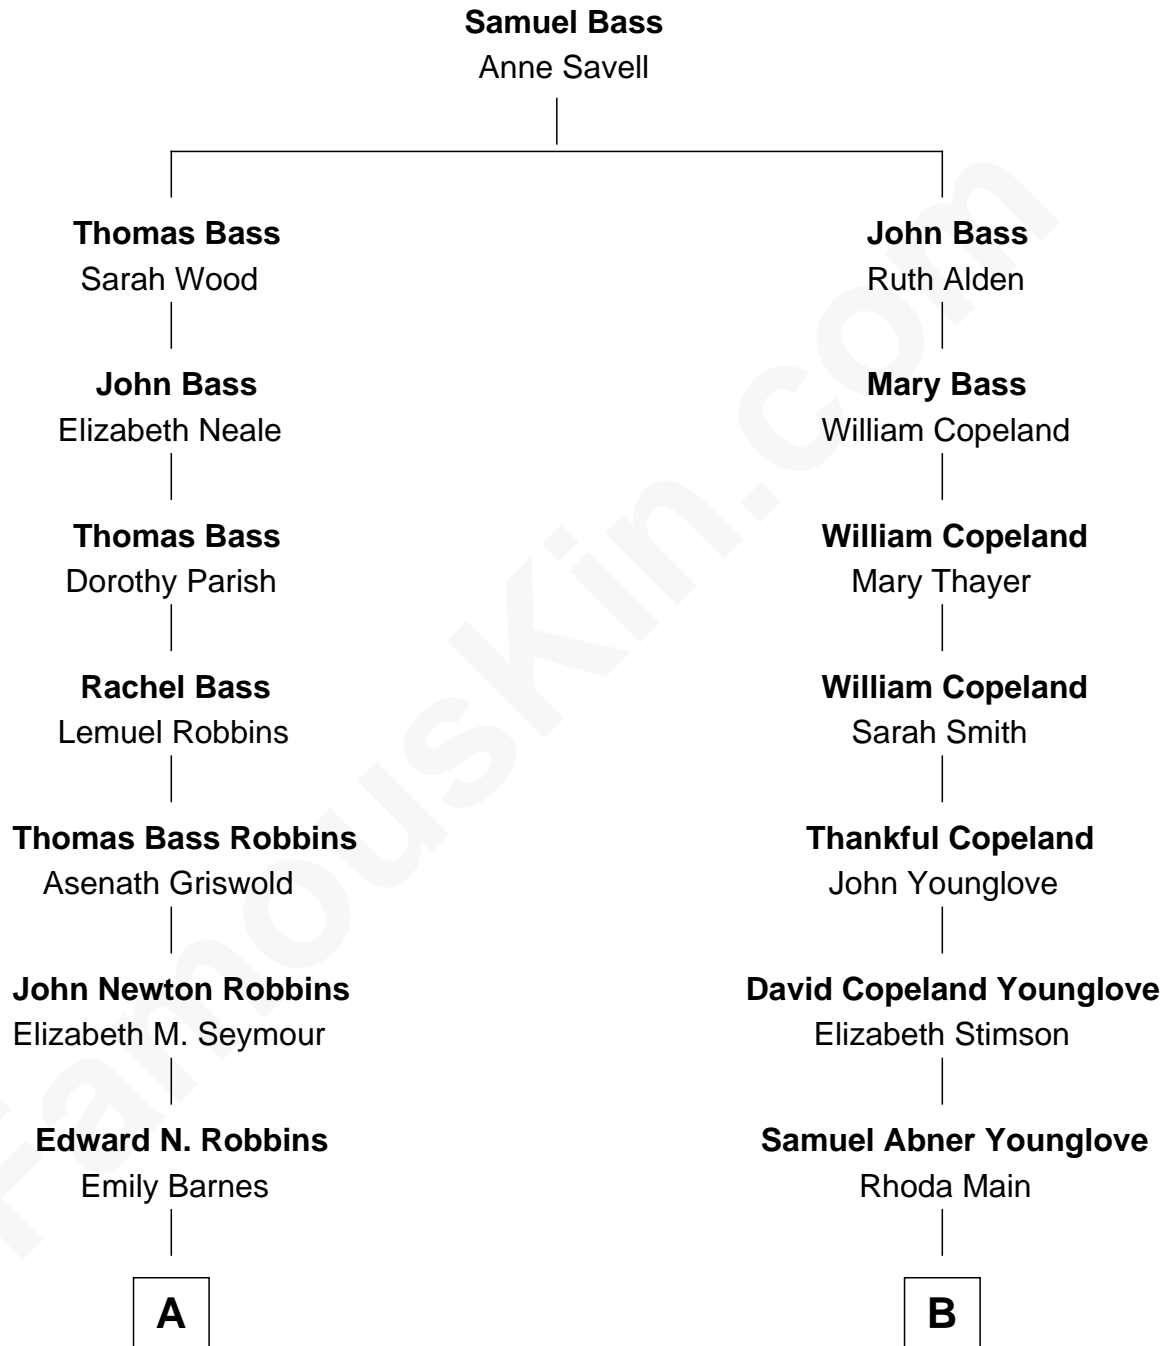 Samuel Bass
Anne Savell
Thomas Bass
Sarah Wood
John Bass
Ruth Alden
John Bass
Elizabeth Neale
Mary Bass
William Copeland
Thomas Bass
Dorothy Parish
William Copeland
Mary Thayer
Rachel Bass
Lemuel Robbins
William Copeland
Sarah Smith
Thomas Bass Robbins
Asenath Griswold
Thankful Copeland
John Younglove
John Newton Robbins
Elizabeth M. Seymour
David Copeland Younglove
Elizabeth Stimson
Edward N. Robbins
Emily Barnes
Samuel Abner Younglove
Rhoda Main
A
B
FamousKin.com